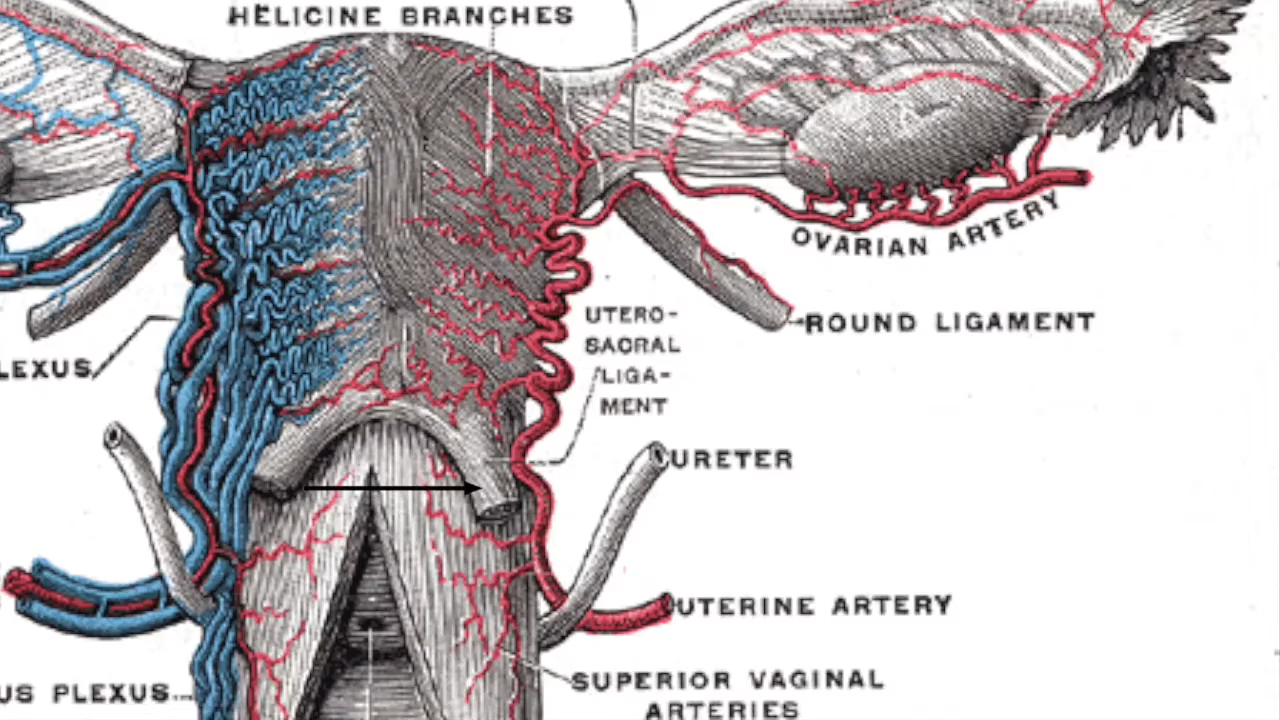 HELICINE BRANCHES
OVARIAN ARTERY
ROUND LIGAMENT
UTERO-
SACRAL
LIGA-
MENT
LEXUS
URETER
UTERINE ARTERY
US PLEXUS
SUPERIOR VAGINAL
ARTERIES